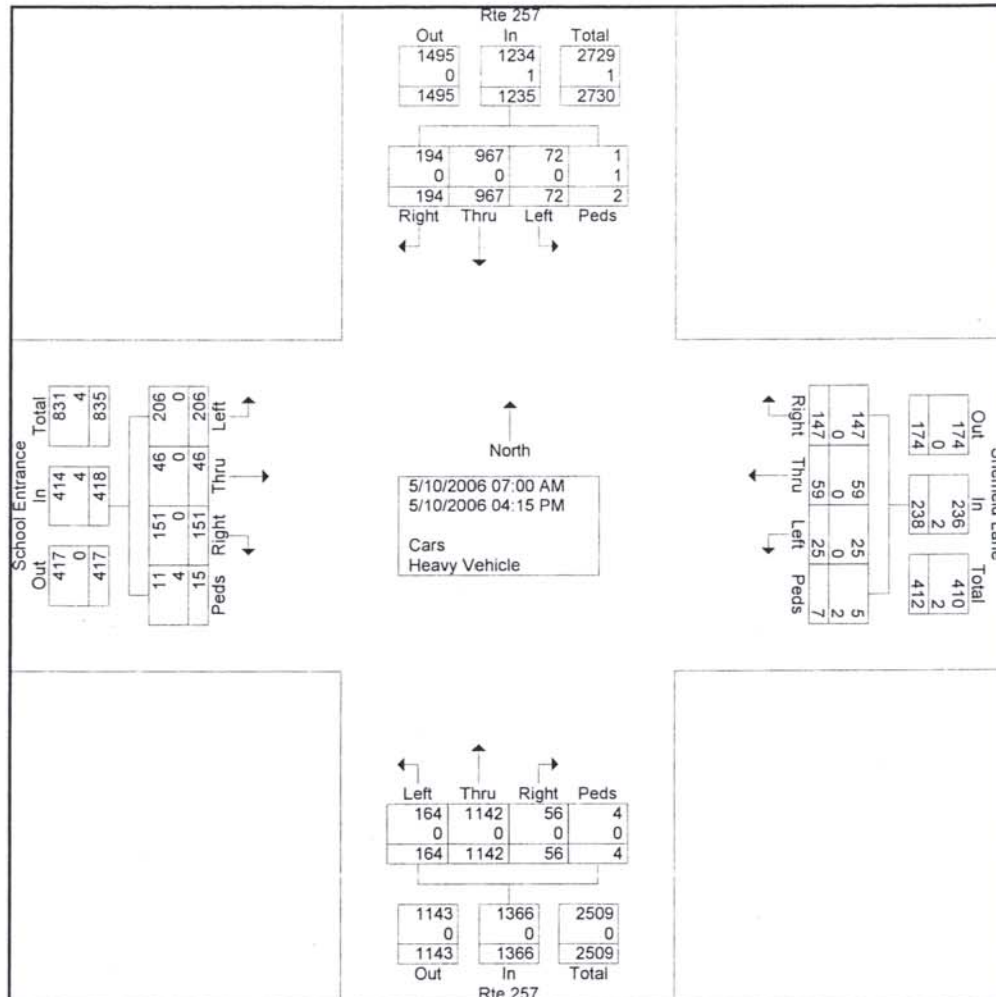 Rte 257
Out In Total
1495 1234 2729
0 1 1
1495 1235 2730
194 967 72 1
0 0 0 1
194 967 72 2
Right Thru Left Peds
School Entrance
Total In Out
831 414 417
4 4 0
835 418 417
206 46 151 11
0 0 0 4
206 46 151 15
Left Thru Right Peds
North
5/10/2006 07:00 AM
5/10/2006 04:15 PM
Cars
Heavy Vehicle
Right Thru Left Peds
147 59 25 5
0 0 0 2
147 59 25 7
Out In Total
174 236 410
0 2 2
174 238 412
Lane
Left Thru Right Peds
164 1142 56 4
0 0 0 0
164 1142 56 4
1143 1366 2509
0 0 0
1143 1366 2509
Out In Total
Rte 257